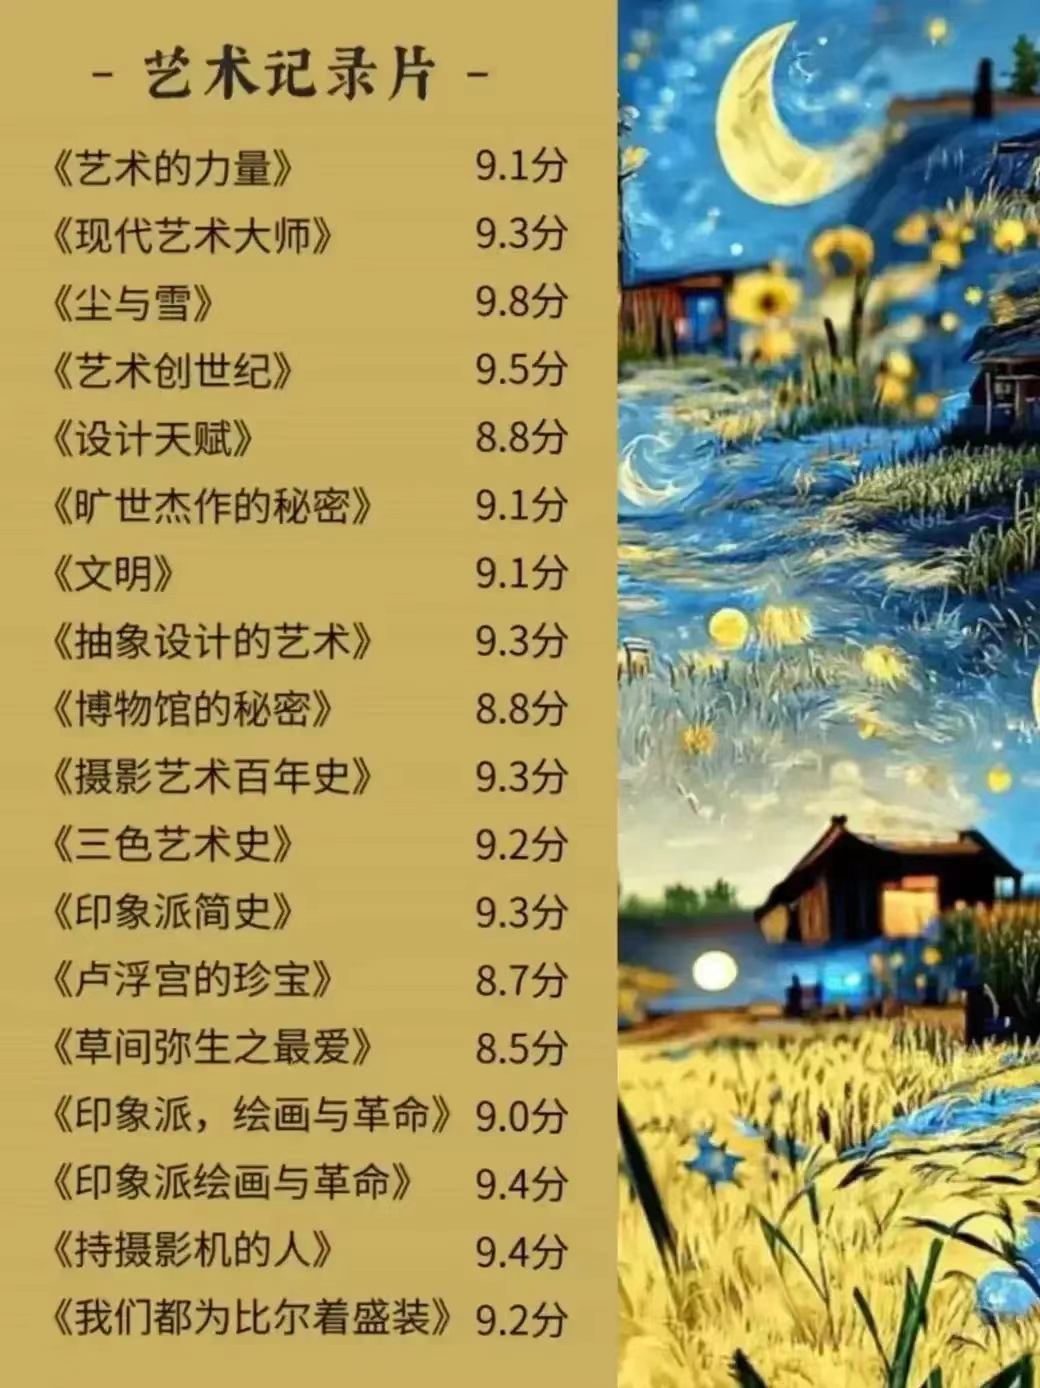 - 艺术记录片 -
《艺术的力量》 9.1分
《现代艺术大师》 9.3分
《尘与雪》 9.8分
《艺术创世纪》 9.5分
《设计天赋》 8.8分
《旷世杰作的秘密》 9.1分
《文明》 9.1分
《抽象设计的艺术》 9.3分
《博物馆的秘密》 8.8分
《摄影艺术百年史》 9.3分
《三色艺术史》 9.2分
《印象派简史》 9.3分
《卢浮宫的珍宝》 8.7分
《草间弥生之最爱》 8.5分
《印象派，绘画与革命》 9.0分
《印象派绘画与革命》 9.4分
《持摄影机的人》 9.4分
《我们都为比尔着盛装》 9.2分